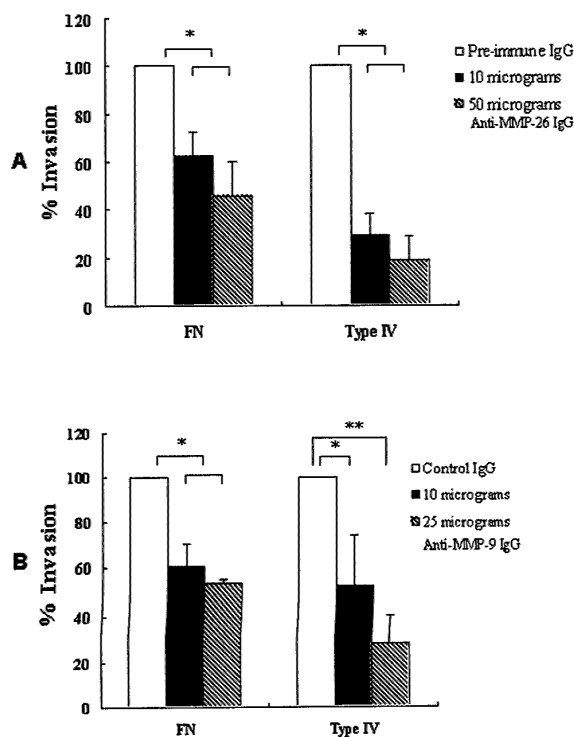 A
% Invasion
120
100
80
60
40
20
0
*
*
FN
Type IV
Pre-immune IgG
10 micrograms
50 micrograms
Anti-MMP-26 IgG
B
% Invasion
120
100
80
60
40
20
0
*
**
*
FN
Type IV
Control IgG
10 micrograms
25 micrograms
Anti-MMP-9 IgG